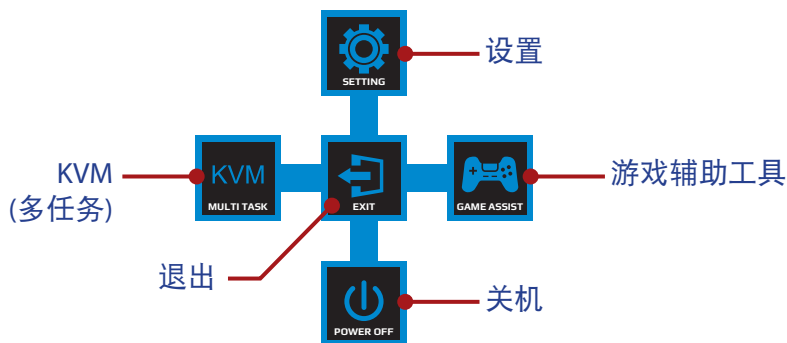 设置
SETTING
KVM
(多任务)
KVM
MULTI TASK
EXIT
GAME ASSIST
游戏辅助工具
退出
关机
POWER OFF